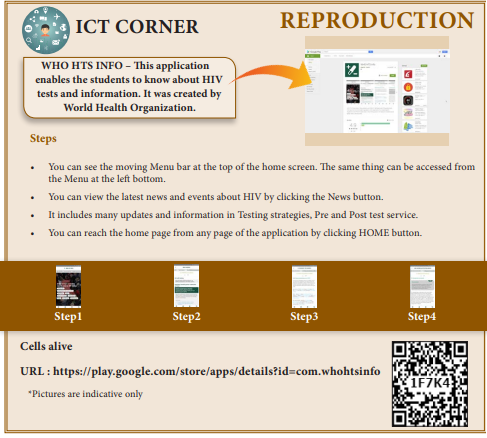 ICT CORNER
REPRODUCTION
WHO HTS INFO – This application
enables the students to know about HIV
tests and information. It was created by
World Health Organization.
Steps
• You can see the moving Menu bar at the top of the home screen. The same thing can be accessed from
the Menu at the left bottom.
• You can view the latest news and events about HIV by clicking the News button.
• It includes many updates and information in Testing strategies, Pre and Post test service.
• You can reach the home page from any page of the application by clicking HOME button.
Step1
Step2
Step3
Step4
Cells alive
URL : https://play.google.com/store/apps/details?id=com.whohtsinfo
*Pictures are indicative only
1F7K4